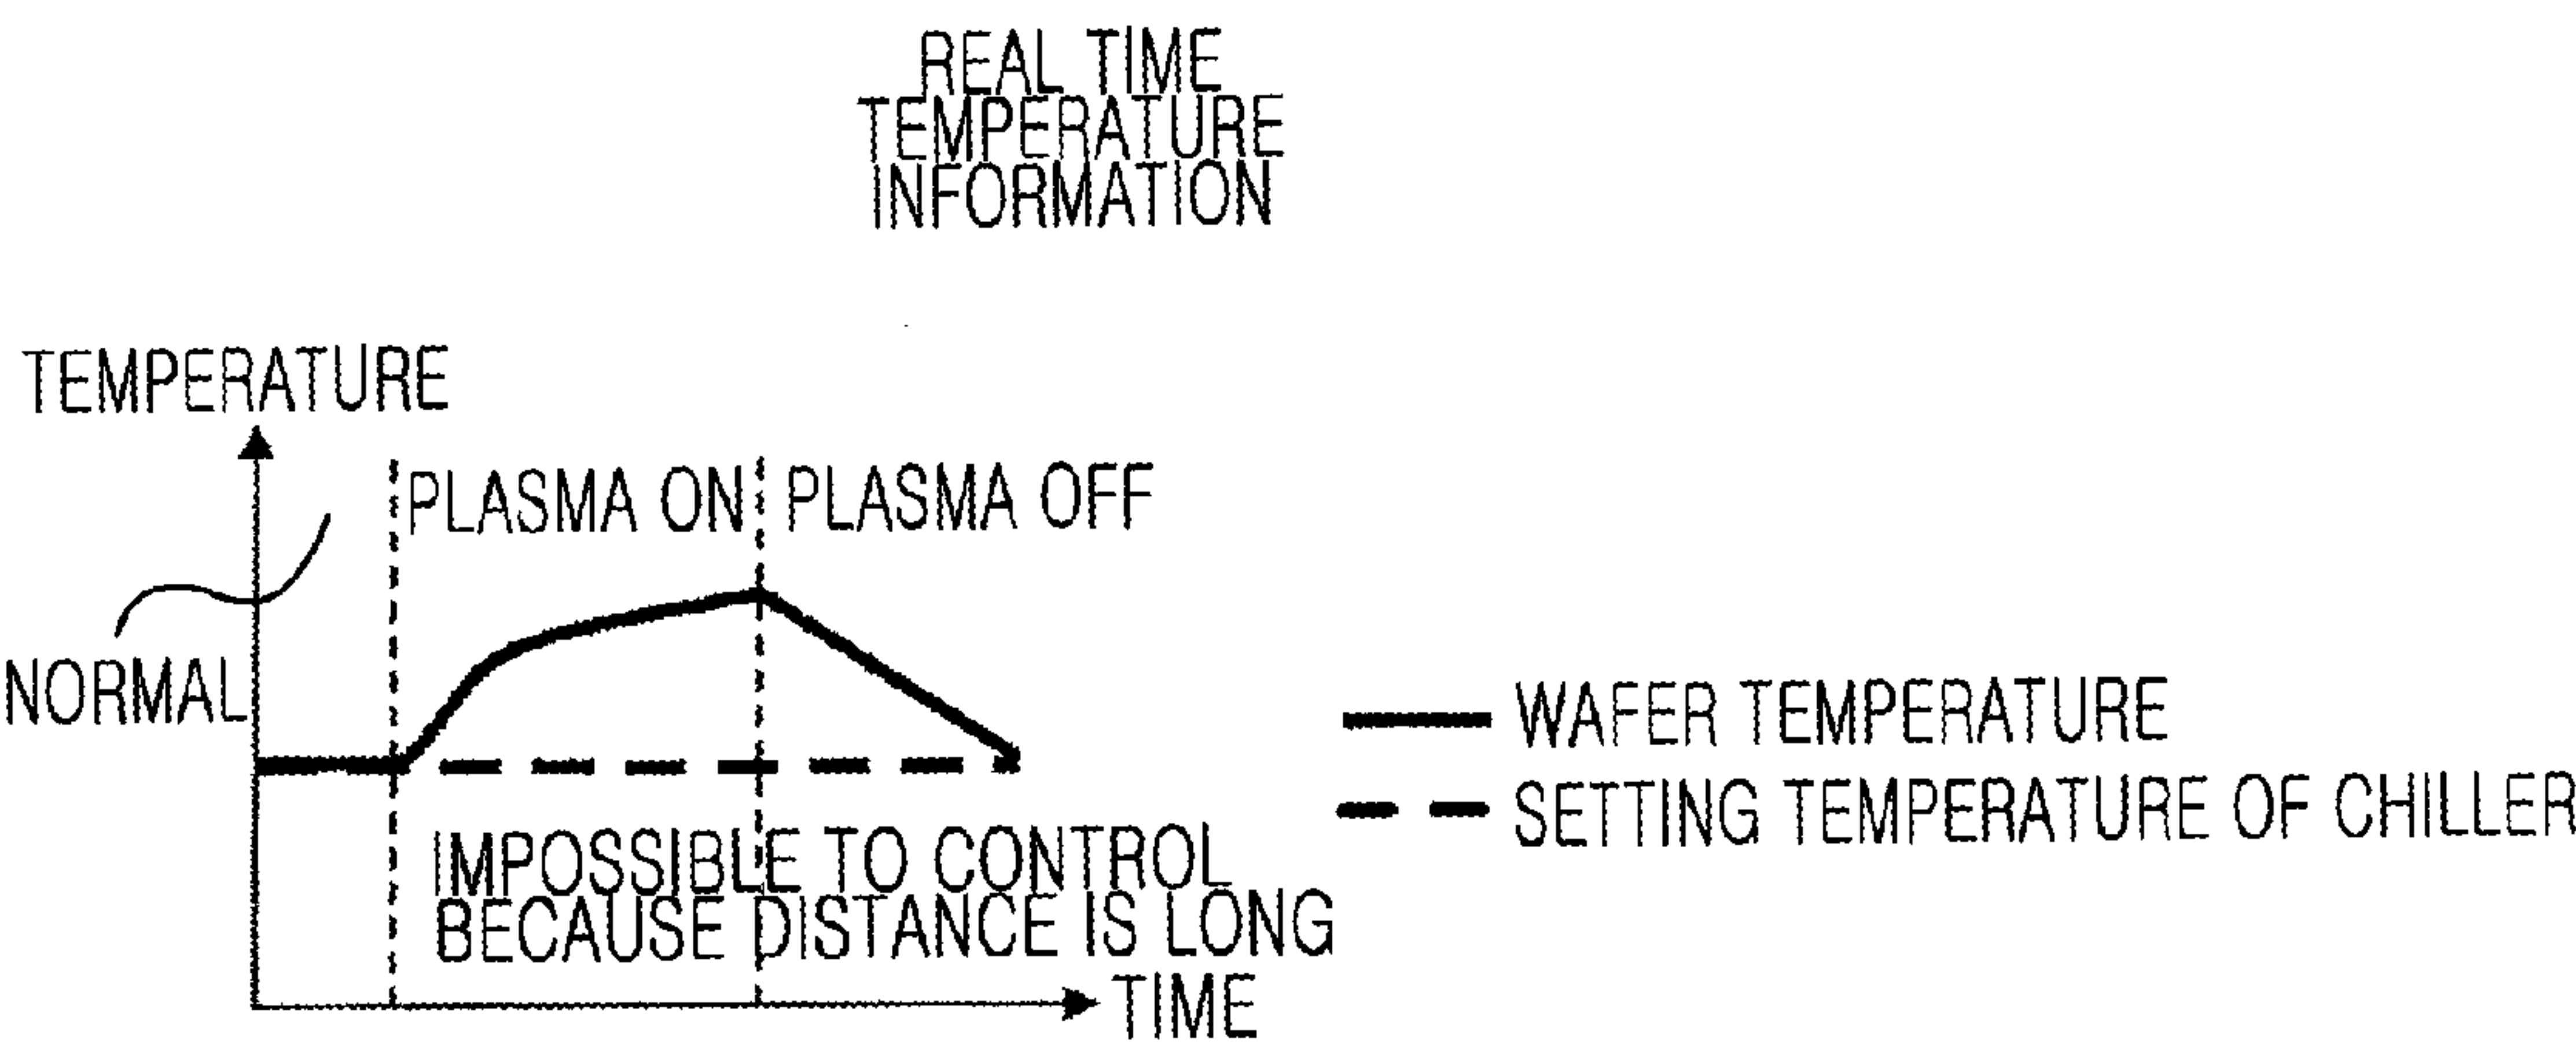 REAL TIME
TEMPERATURE
INFORMATION
TEMPERATURE
PLASMA ON
PLASMA OFF
NORMAL
WAFER TEMPERATURE
SETTING TEMPERATURE OF CHILLER
IMPOSSIBLE TO CONTROL
BECAUSE DISTANCE IS LONG
TIME